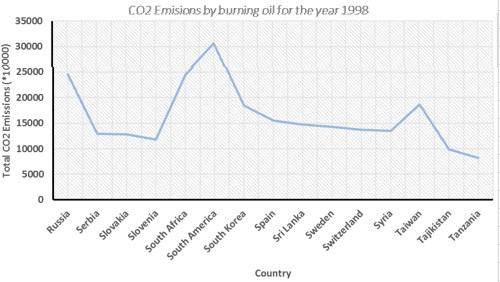 CO2 Emisions by burning oil for the year 1998
Total CO2 Emissions (*10000)
35000
30000
25000
20000
15000
10000
5000
0
Russia
Serbia
Slovakia
Slovenia
South Africa
South America
South Korea
Spain
Sri Lanka
Sweden
Switzerland
Syria
Taiwan
Tajikistan
Tanzania
Country